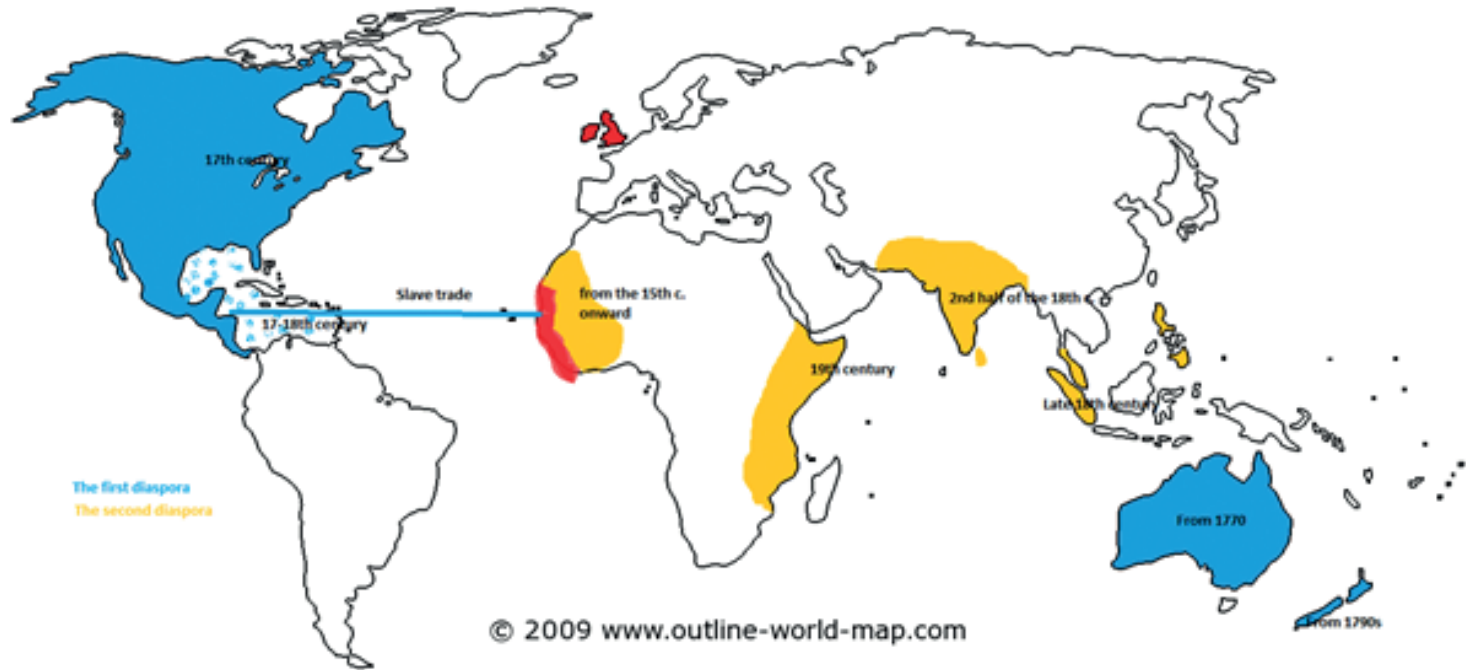 17th century
Slave trade
17-18th century
from the 15th c.
onward
2nd half of the 18th c.
19th century
Late 18th century
The first diaspora
The second diaspora
From 1770
From 1790s
© 2009 www.outline-world-map.com